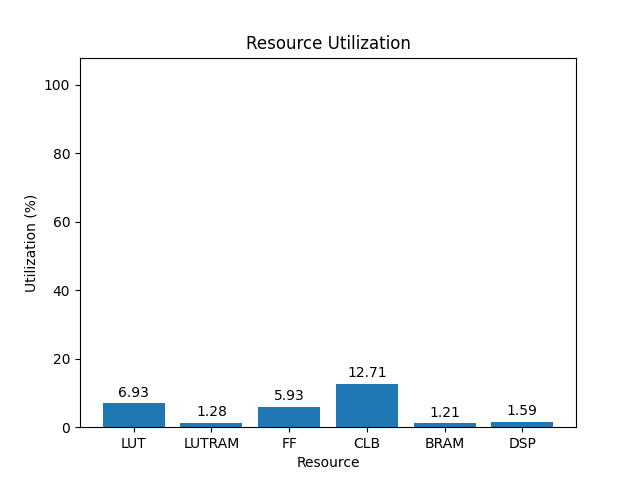 Resource Utilization
100
80
60
40
20
0
Utilization (%)
6.93
1.28
5.93
12.71
1.21
1.59
LUT
LUTRAM
FF
CLB
BRAM
DSP
Resource